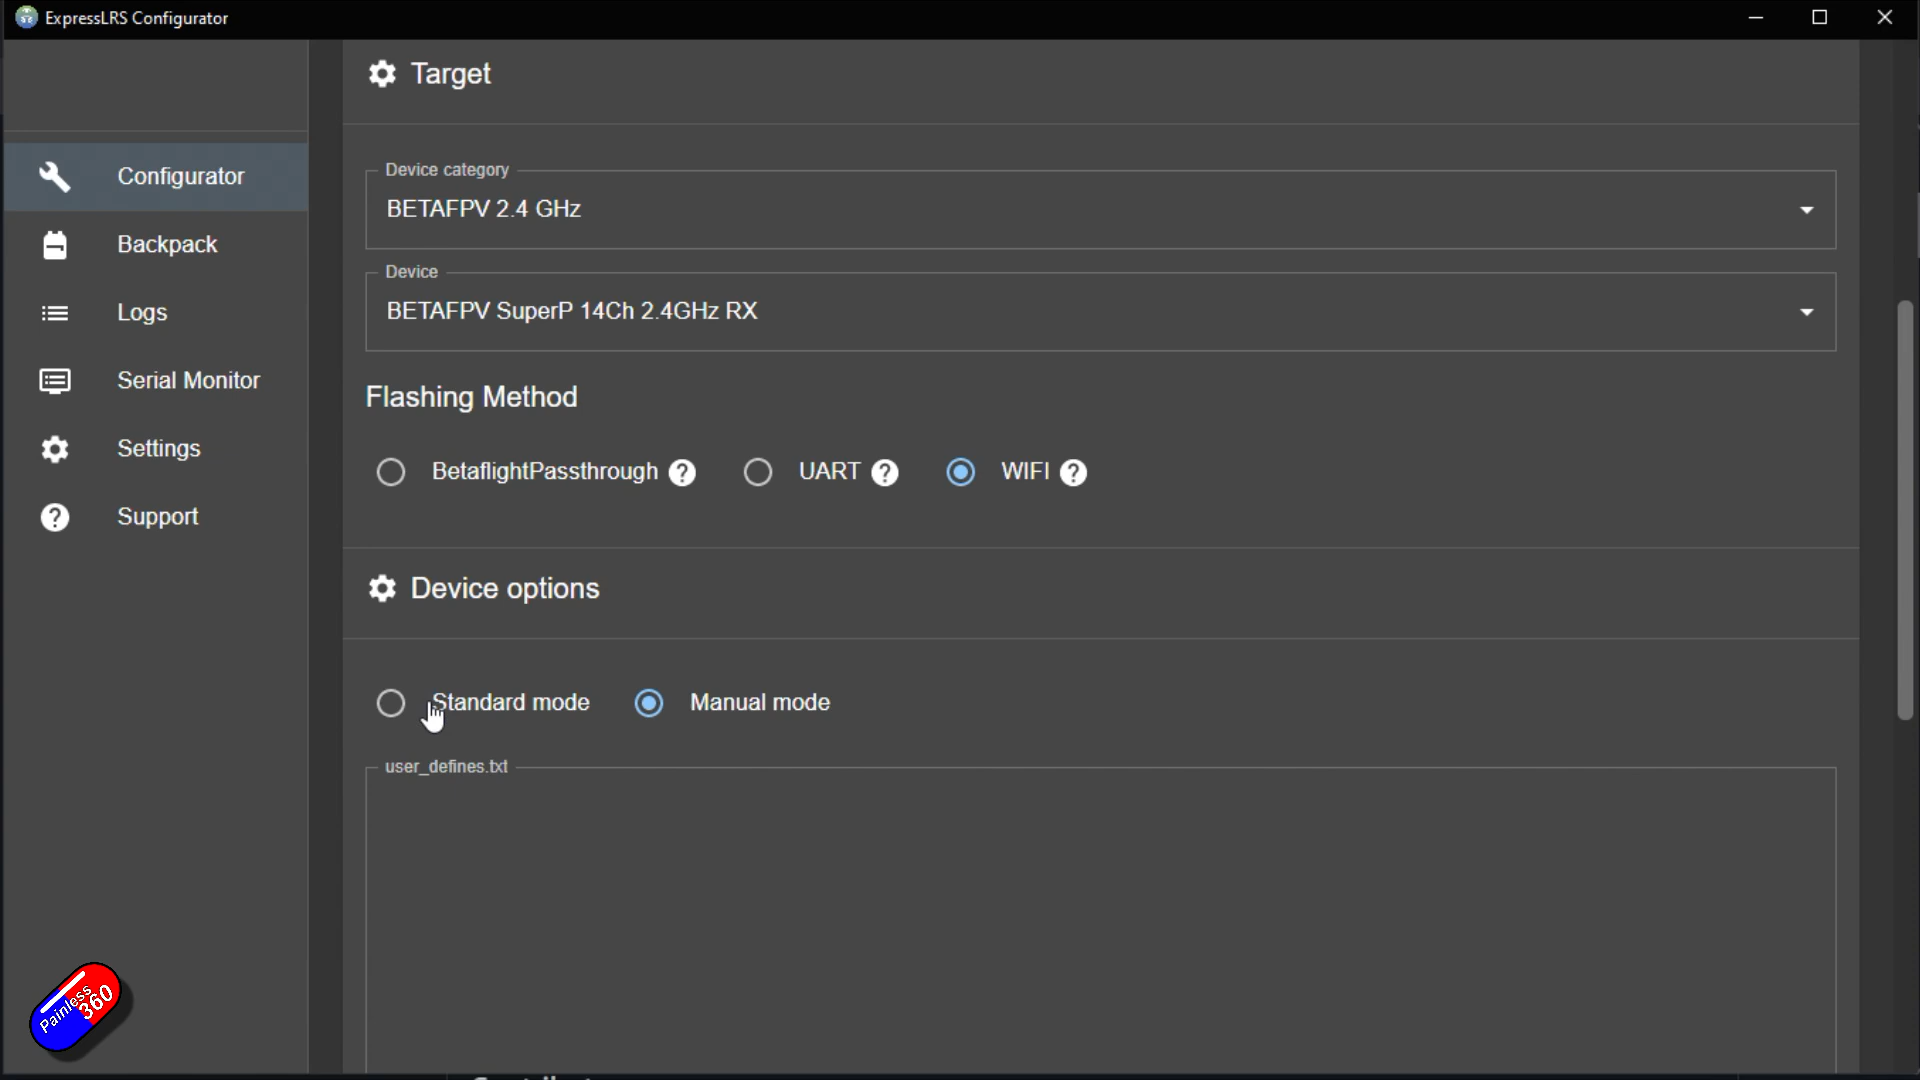 ExpressLRS Configurator
Target
Configurator
Device category
BETAFPV 2.4 GHz
Backpack
Device
BETAFPV SuperP 14Ch 2.4GHz RX
Logs
Serial Monitor
Flashing Method
Settings
BetaflightPassthrough ? UART ? WIFI ?
Support
Device options
Standard mode Manual mode
user_defines.txt
Painless
360